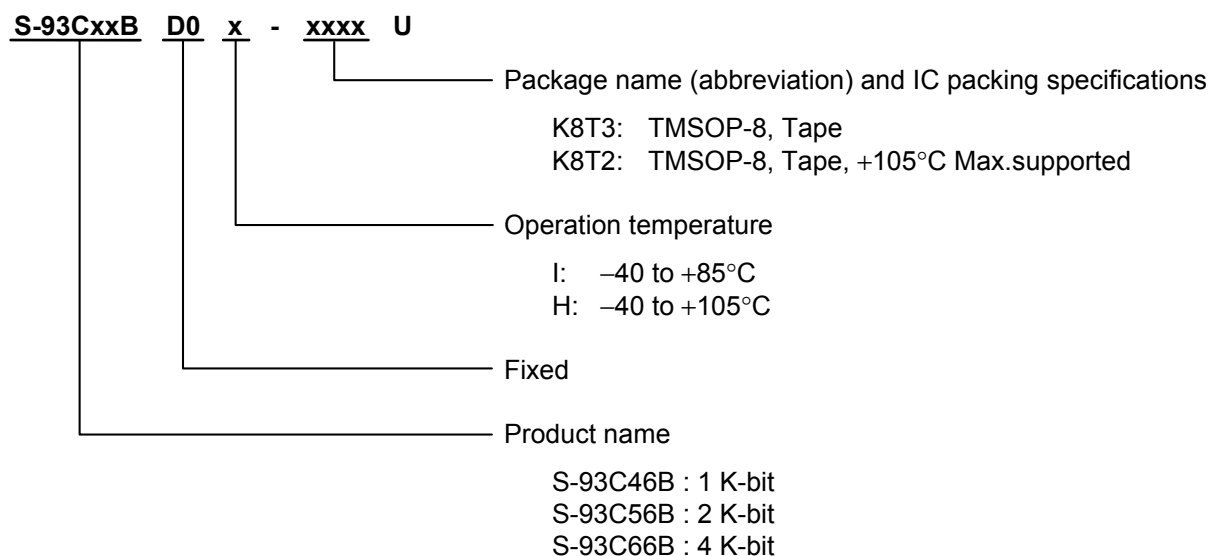 S-93CxxB D0 x - xxxx U
Package name (abbreviation) and IC packing specifications
K8T3: TMSOP-8, Tape
K8T2: TMSOP-8, Tape, +105°C Max.supported
Operation temperature
I: −40 to +85°C
H: −40 to +105°C
Fixed
Product name
S-93C46B : 1 K-bit
S-93C56B : 2 K-bit
S-93C66B : 4 K-bit